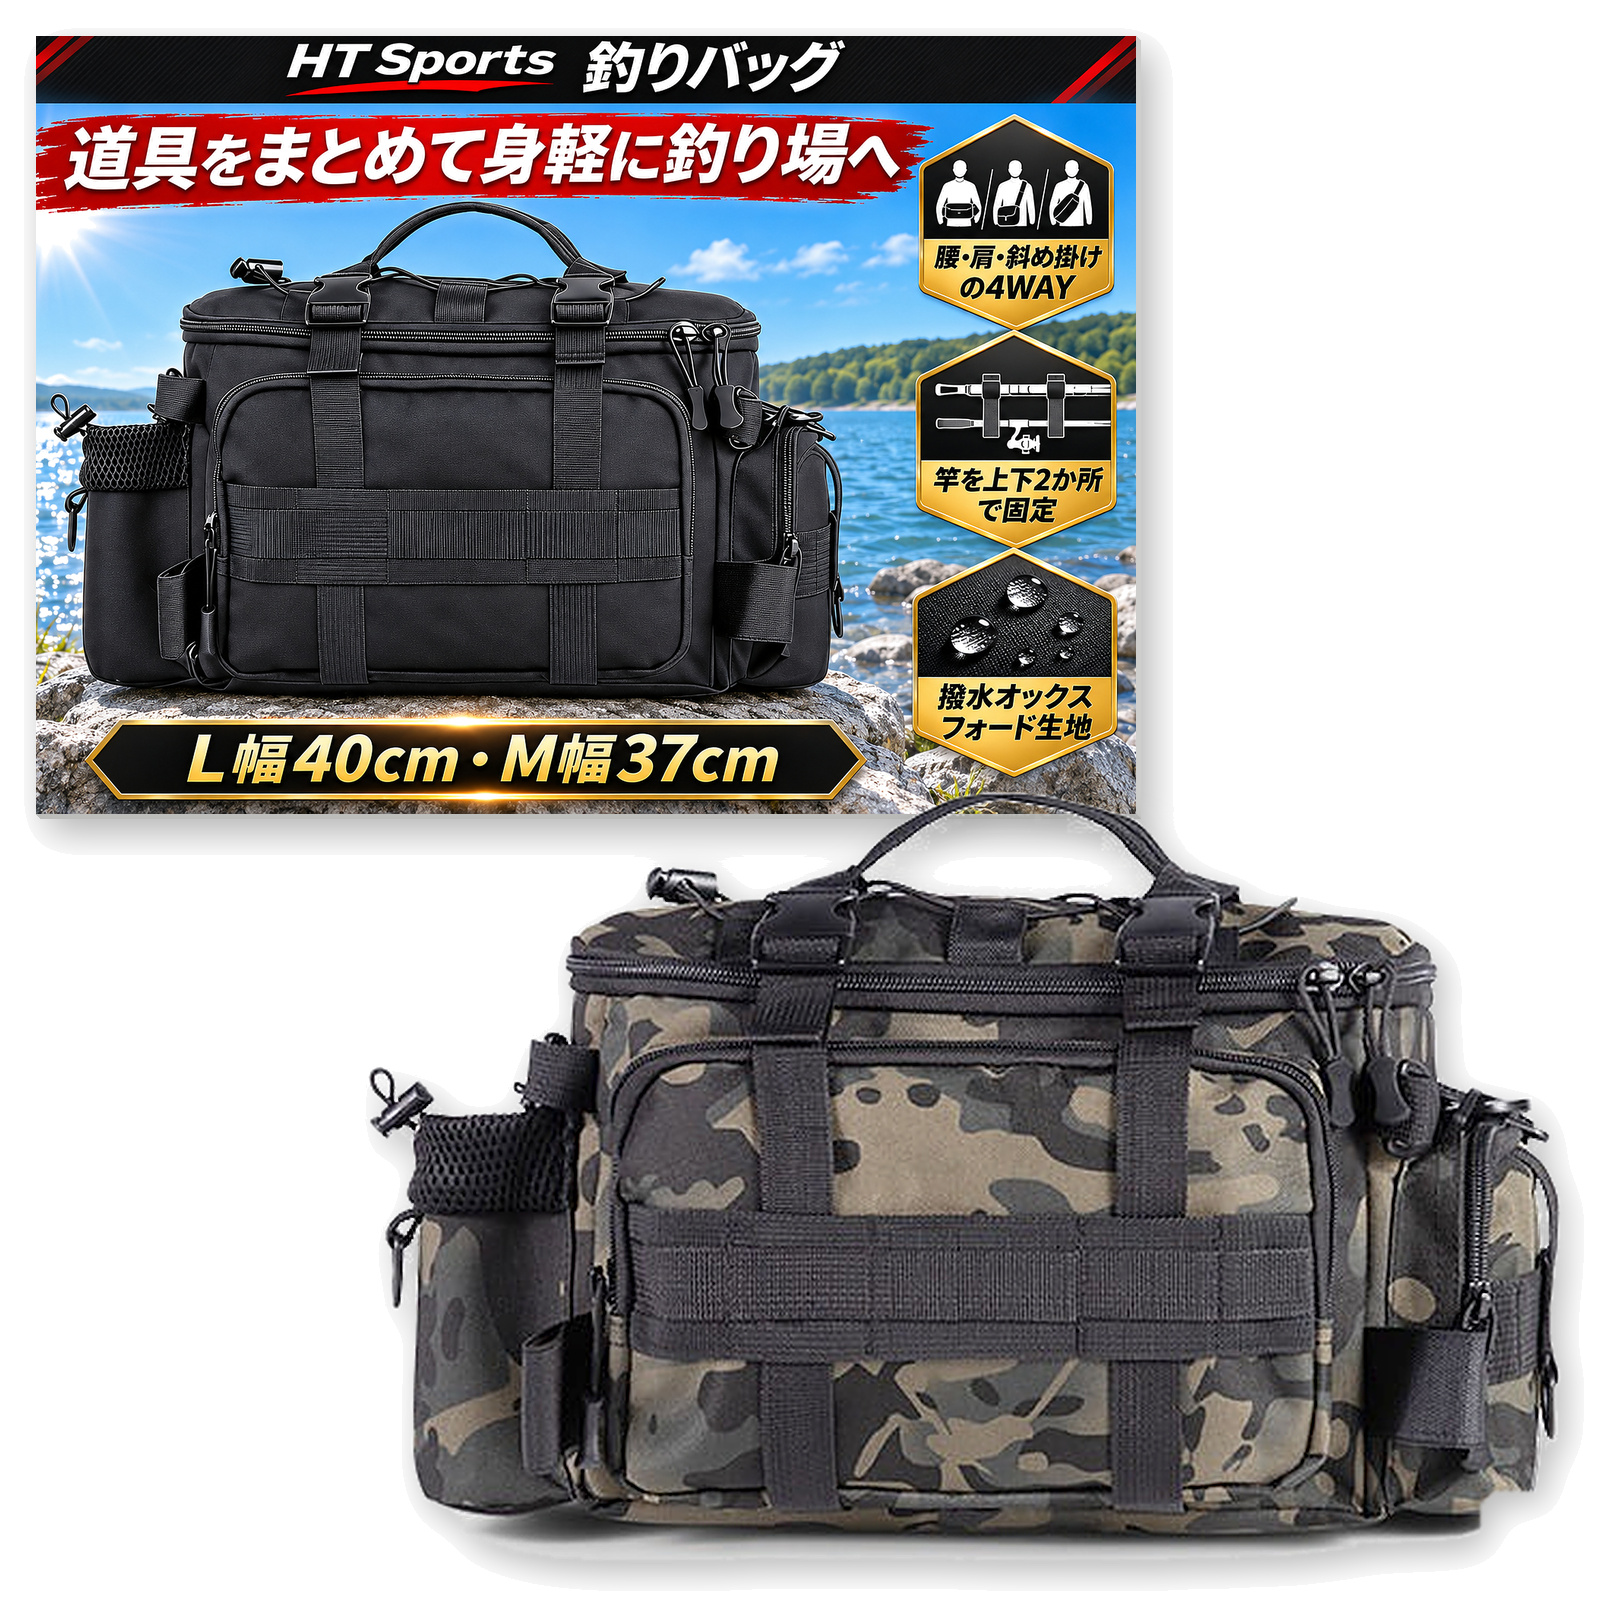 HT Sports 釣りバッグ
道具をまとめて身軽に釣り場へ
腰・肩・斜め掛け
の4WAY
竿を上下2か所
で固定
撥水オックス
フォード生地
L幅40cm・M幅37cm